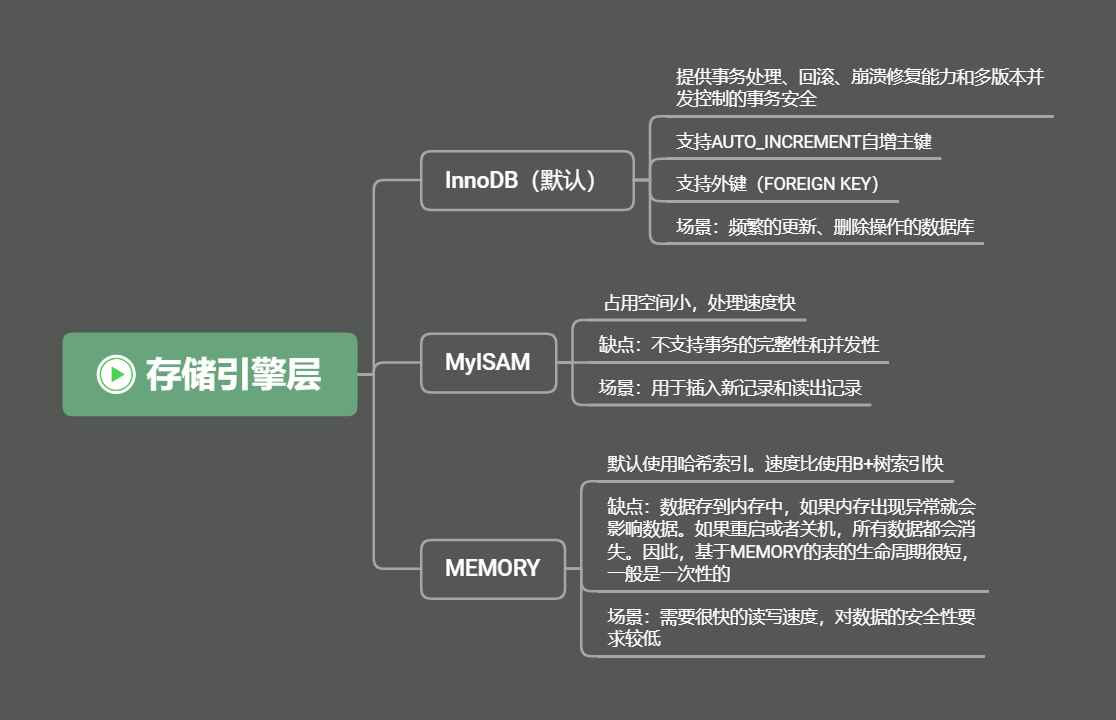 存储引擎层
InnoDB（默认）
提供事务处理、回滚、崩溃修复能力和多版本并
发控制的事务安全
支持AUTO_INCREMENT自增主键
支持外键（FOREIGN KEY）
场景：频繁的更新、删除操作的数据库
MyISAM
占用空间小，处理速度快
缺点：不支持事务的完整性和并发性
场景：用于插入新记录和读出记录
MEMORY
默认使用哈希索引。速度比使用B+树索引快
缺点：数据存到内存中，如果内存出现异常就会
影响数据。如果重启或者关机，所有数据都会消
失。因此，基于MEMORY的表的生命周期很短，
一般是一次性的
场景：需要很快的读写速度，对数据的安全性要
求较低